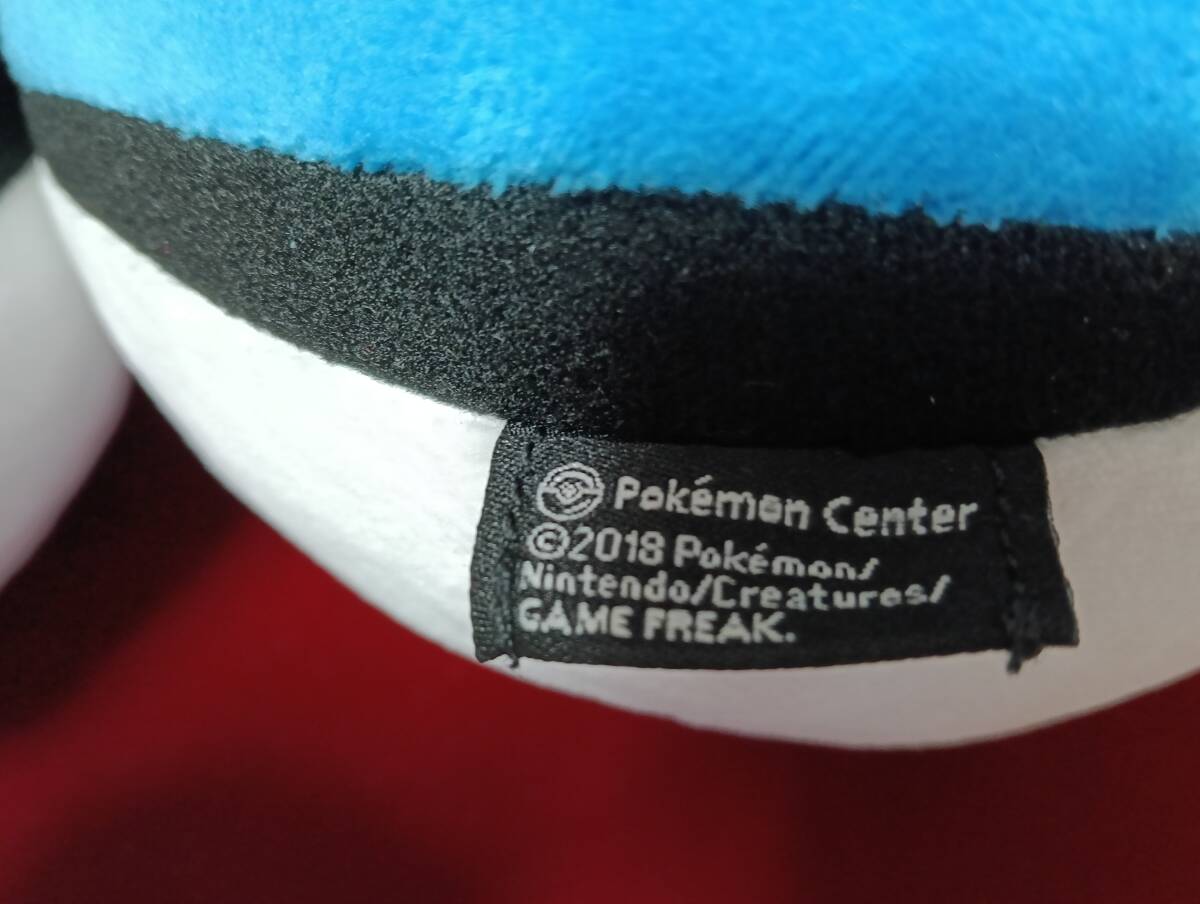 Pokémon Center
©2018 Pokémon/
Nintendo/Creatures/
GAME FREAK.